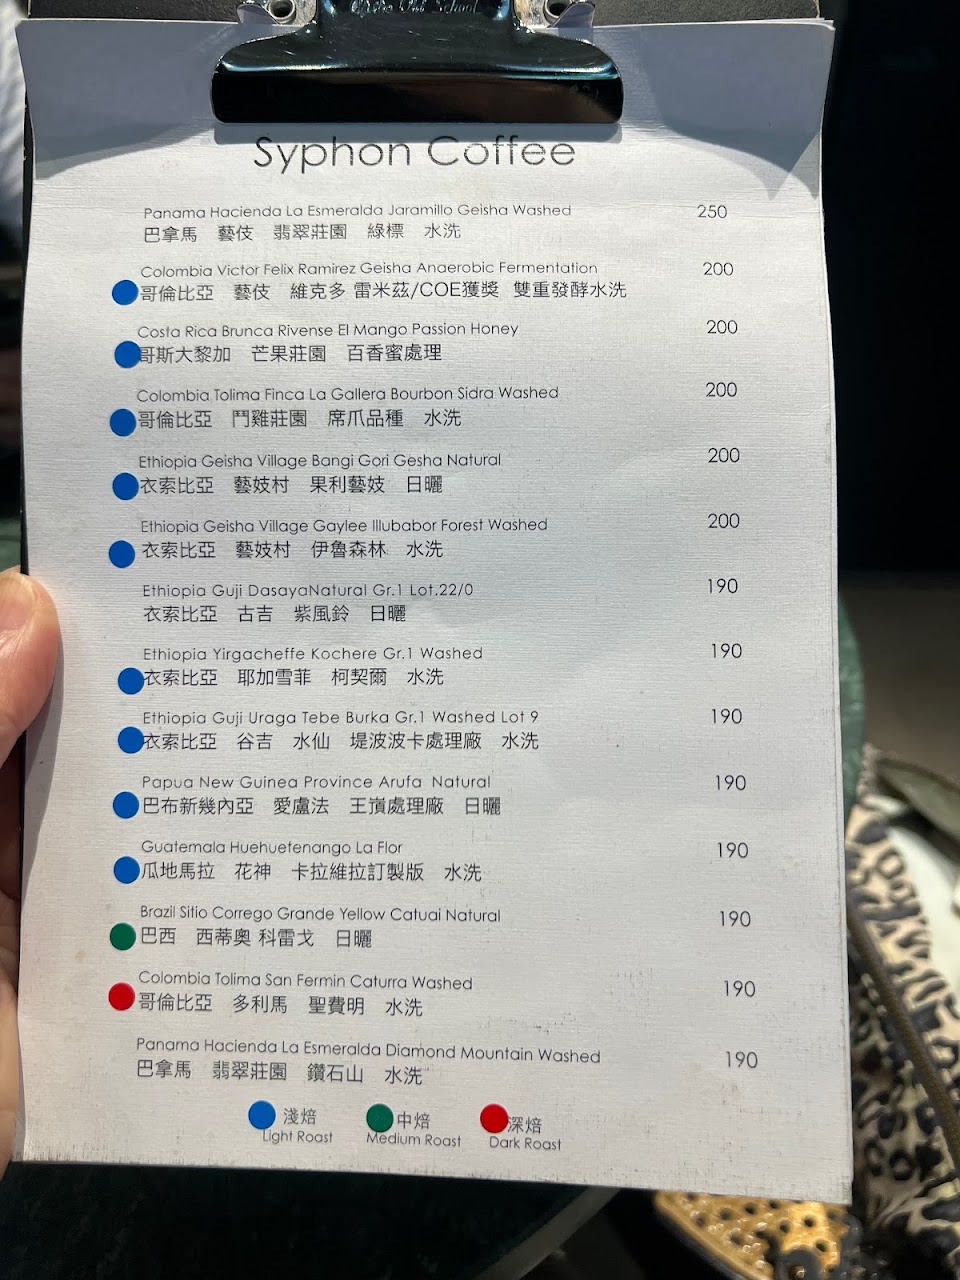 Old School
Syphon Coffee
Panama Hacienda La Esmeralda Jaramillo Geisha Washed 250
巴拿馬 藝伎 翡翠莊園 綠標 水洗
Colombia Victor Felix Ramirez Geisha Anaerobic Fermentation 200
哥倫比亞 藝伎 維克多 雷米茲/COE獲獎 雙重發酵水洗
Costa Rica Brunca Rivense El Mango Passion Honey 200
哥斯大黎加 芒果莊園 百香蜜處理
Colombia Tolima Finca La Gallera Bourbon Sidra Washed 200
哥倫比亞 鬥雞莊園 席爪品種 水洗
Ethiopia Geisha Village Bangi Gori Gesha Natural 200
衣索比亞 藝妓村 果利藝妓 日曬
Ethiopia Geisha Village Gaylee Illubabor Forest Washed 200
衣索比亞 藝妓村 伊魯森林 水洗
Ethiopia Guji DasayaNatural Gr.1 Lot.22/0 190
衣索比亞 古吉 紫風鈴 日曬
Ethiopia Yirgacheffe Kochere Gr.1 Washed 190
衣索比亞 耶加雪菲 柯契爾 水洗
Ethiopia Guji Uraga Tebe Burka Gr.1 Washed Lot 9 190
衣索比亞 谷吉 水仙 堤波波卡處理廠 水洗
Papua New Guinea Province Arufa Natural 190
巴布新幾內亞 愛盧法 王嶺處理廠 日曬
Guatemala Huehuetenango La Flor 190
瓜地馬拉 花神 卡拉維拉訂製版 水洗
Brazil Sitio Corrego Grande Yellow Catuai Natural 190
巴西 西蒂奧 科雷戈 日曬
Colombia Tolima San Fermin Caturra Washed 190
哥倫比亞 多利馬 聖費明 水洗
Panama Hacienda La Esmeralda Diamond Mountain Washed 190
巴拿馬 翡翠莊園 鑽石山 水洗
淺焙 中焙 深焙
Light Roast Medium Roast Dark Roast